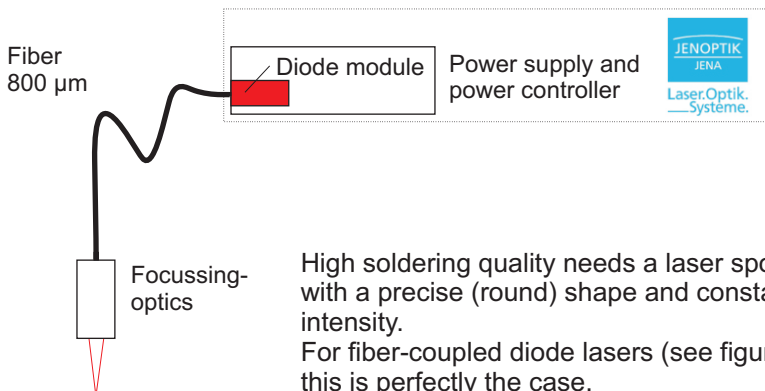 Fiber
800 µm
Diode module
Power supply and
power controller
JENOPTIK
JENA
Laser.Optik.
Systeme.
Focussing-
optics
High soldering quality needs a laser spo
with a precise (round) shape and consta
intensity.
For fiber-coupled diode lasers (see figur
this is perfectly the case.